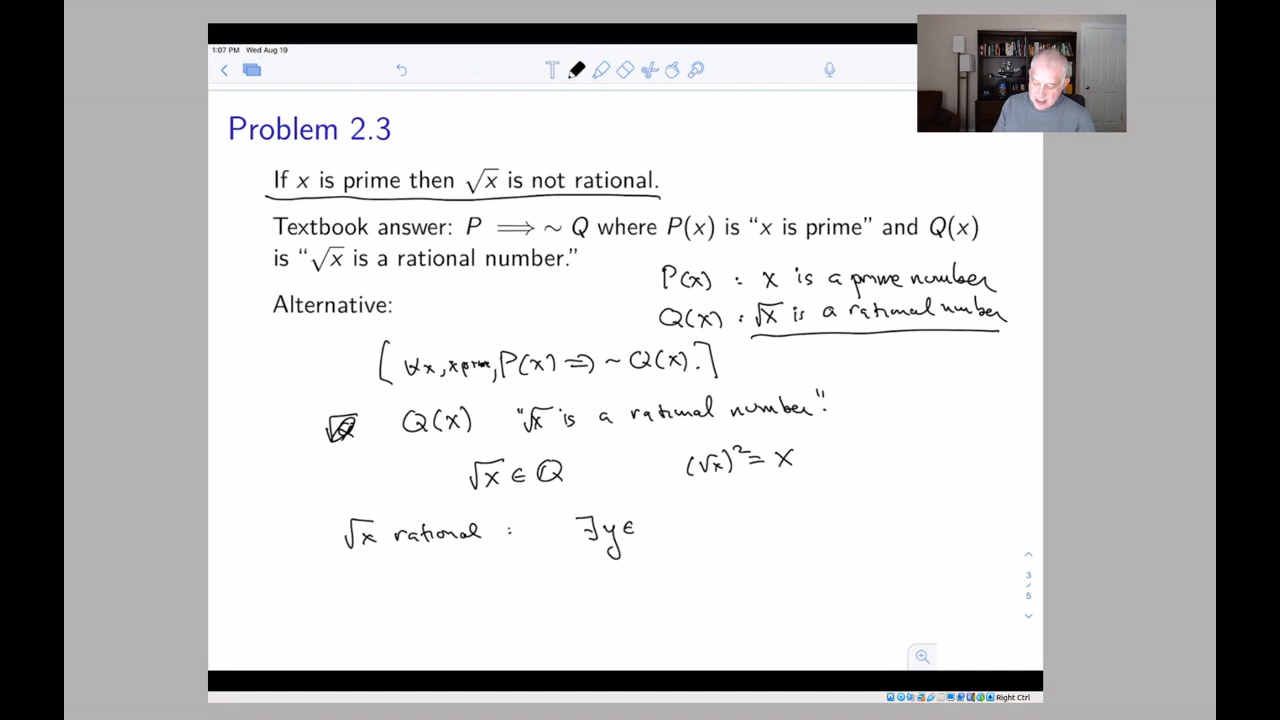 1:07 PM Wed Aug 19
Problem 2.3
If x is prime then √x is not rational.
Textbook answer: P ⟹ ∼ Q where P(x) is “x is prime” and Q(x)
is “√x is a rational number.”
P(x) : x is a prime number
Alternative:
Q(x) : √x is a rational number
[∀x, x prime, P(x) ⟹ ∼ Q(x).]
Q(x) "√x is a rational number".
√x ∈ ℚ (√x)² = x
√x rational : ∃ y ∈
3
5
Right Ctrl